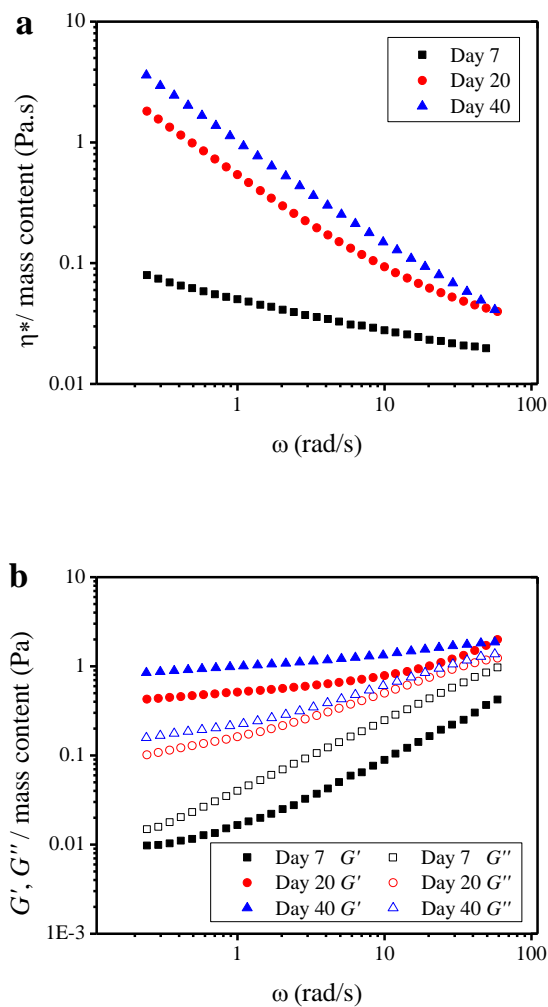 a
10
1
0.1
0.01
η*/ mass content (Pa.s)
Day 7
Day 20
Day 40
1
10
100
ω (rad/s)
b
10
1
0.1
0.01
1E-3
G', G'' / mass content (Pa)
Day 7 G' Day 7 G''
Day 20 G' Day 20 G''
Day 40 G' Day 40 G''
1
10
100
ω (rad/s)